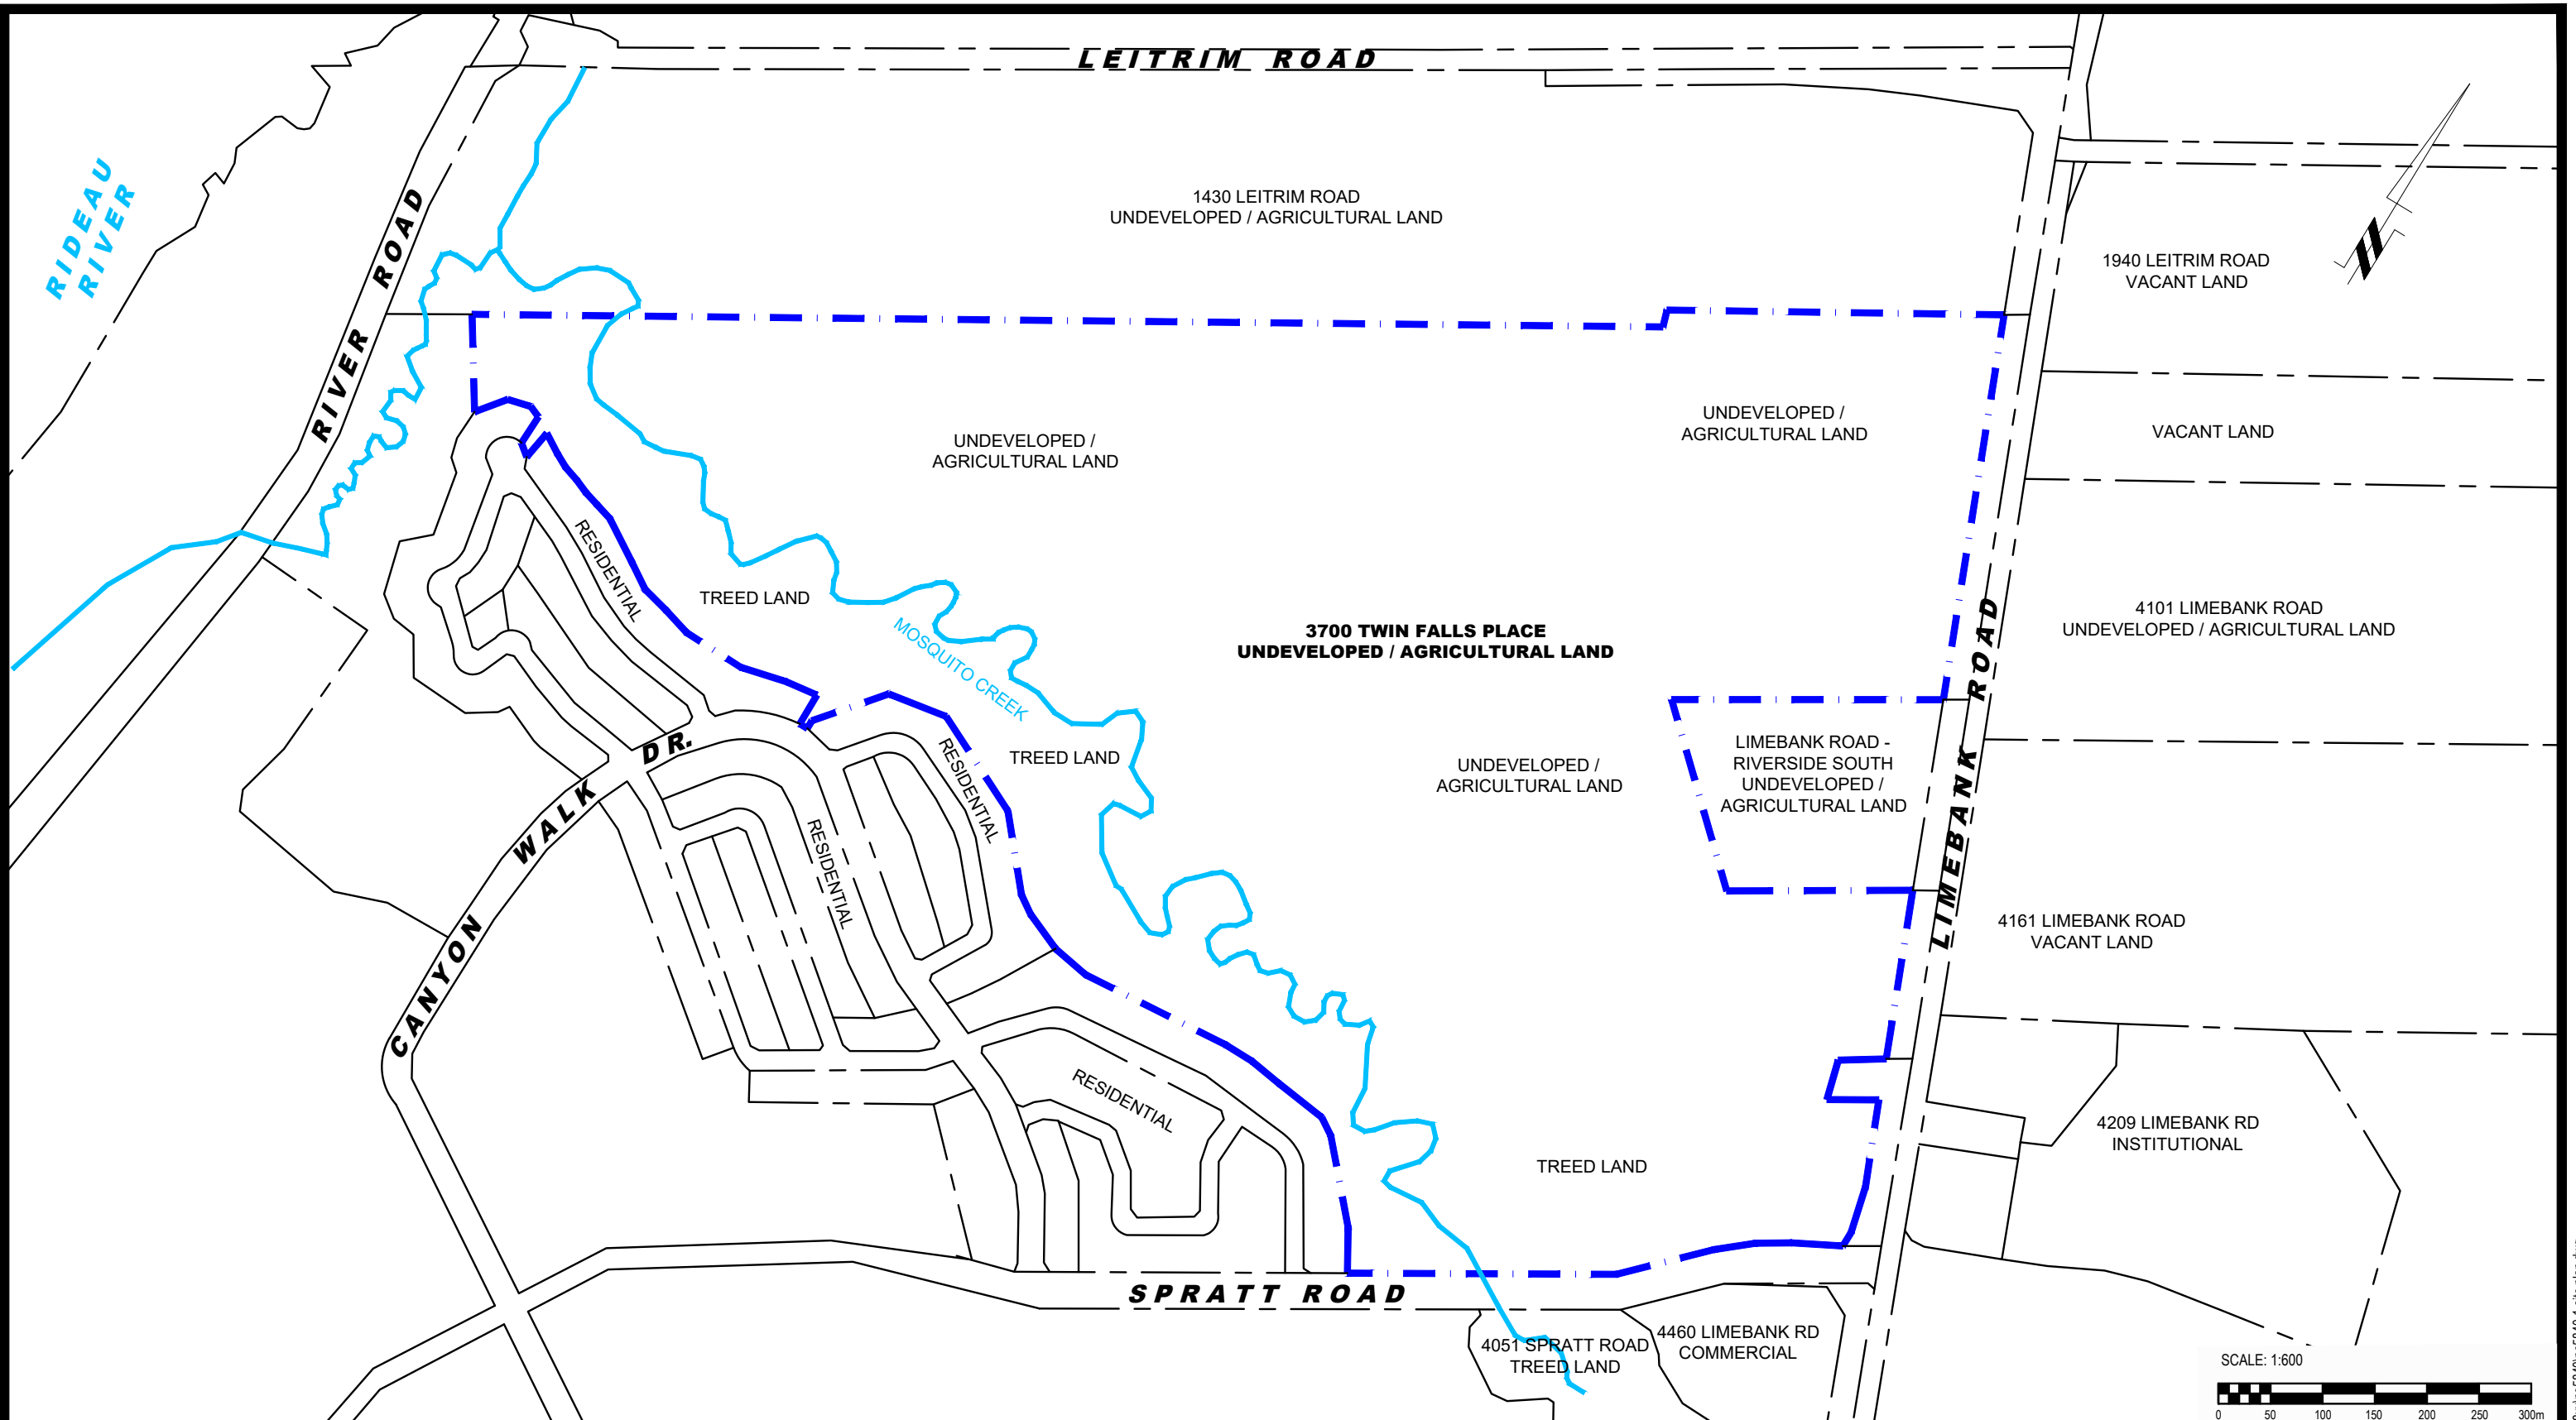 LEITRIM ROAD
RIDEAU
RIVER
RIVER ROAD
1430 LEITRIM ROAD
UNDEVELOPED / AGRICULTURAL LAND
1940 LEITRIM ROAD
VACANT LAND
UNDEVELOPED /
AGRICULTURAL LAND
UNDEVELOPED /
AGRICULTURAL LAND
VACANT LAND
RESIDENTIAL
TREED LAND
MOSQUITO CREEK
3700 TWIN FALLS PLACE
UNDEVELOPED / AGRICULTURAL LAND
4101 LIMEBANK ROAD
UNDEVELOPED / AGRICULTURAL LAND
LIMEBANK ROAD
CANYON WALK DR.
RESIDENTIAL
TREED LAND
UNDEVELOPED /
AGRICULTURAL LAND
LIMEBANK ROAD -
RIVERSIDE SOUTH
UNDEVELOPED /
AGRICULTURAL LAND
RESIDENTIAL
4161 LIMEBANK ROAD
VACANT LAND
RESIDENTIAL
4209 LIMEBANK RD
INSTITUTIONAL
TREED LAND
SPRATT ROAD
4051 SPRATT ROAD
TREED LAND
4460 LIMEBANK RD
COMMERCIAL
SCALE: 1:600
0 50 100 150 200 250 300m